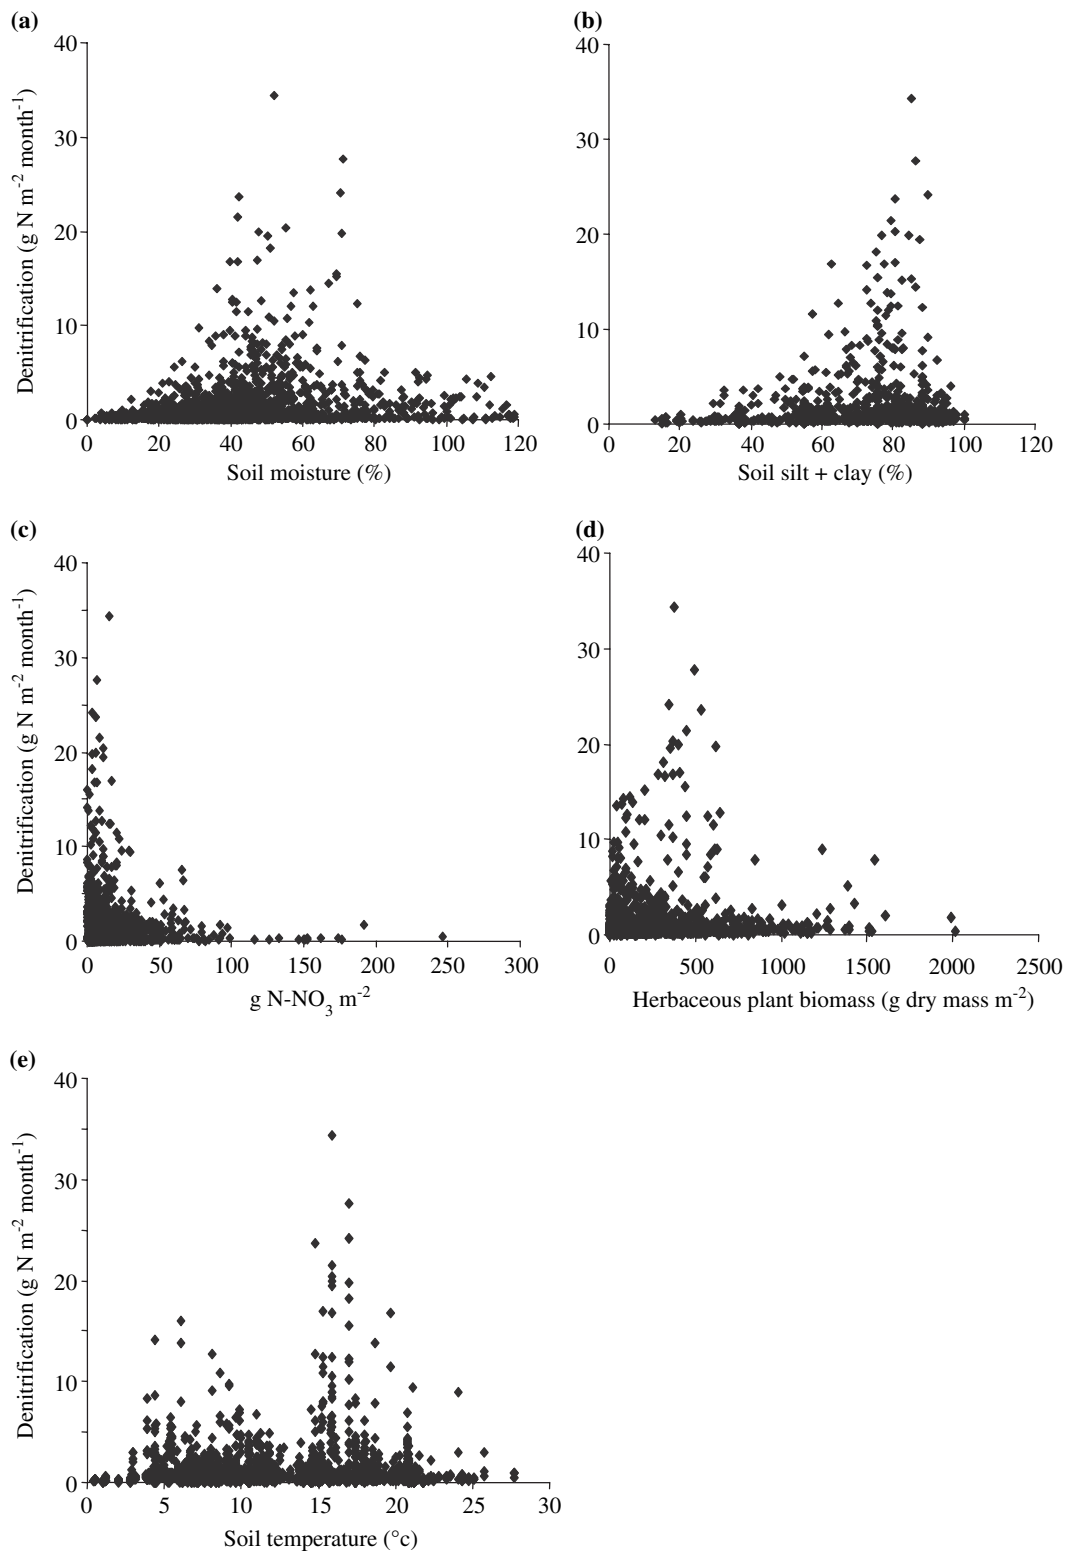 (a)
Denitrification (g N m⁻² month⁻¹)
40
30
20
10
0
0 20 40 60 80 100 120
Soil moisture (%)
(b)
40
30
20
10
0
0 20 40 60 80 100 120
Soil silt + clay (%)
(c)
Denitrification (g N m⁻² month⁻¹)
40
30
20
10
0
0 50 100 150 200 250 300
g N-NO₃ m⁻²
(d)
40
30
20
10
0
0 500 1000 1500 2000 2500
Herbaceous plant biomass (g dry mass m⁻²)
(e)
Denitrification (g N m⁻² month⁻¹)
40
30
20
10
0
0 5 10 15 20 25 30
Soil temperature (°c)